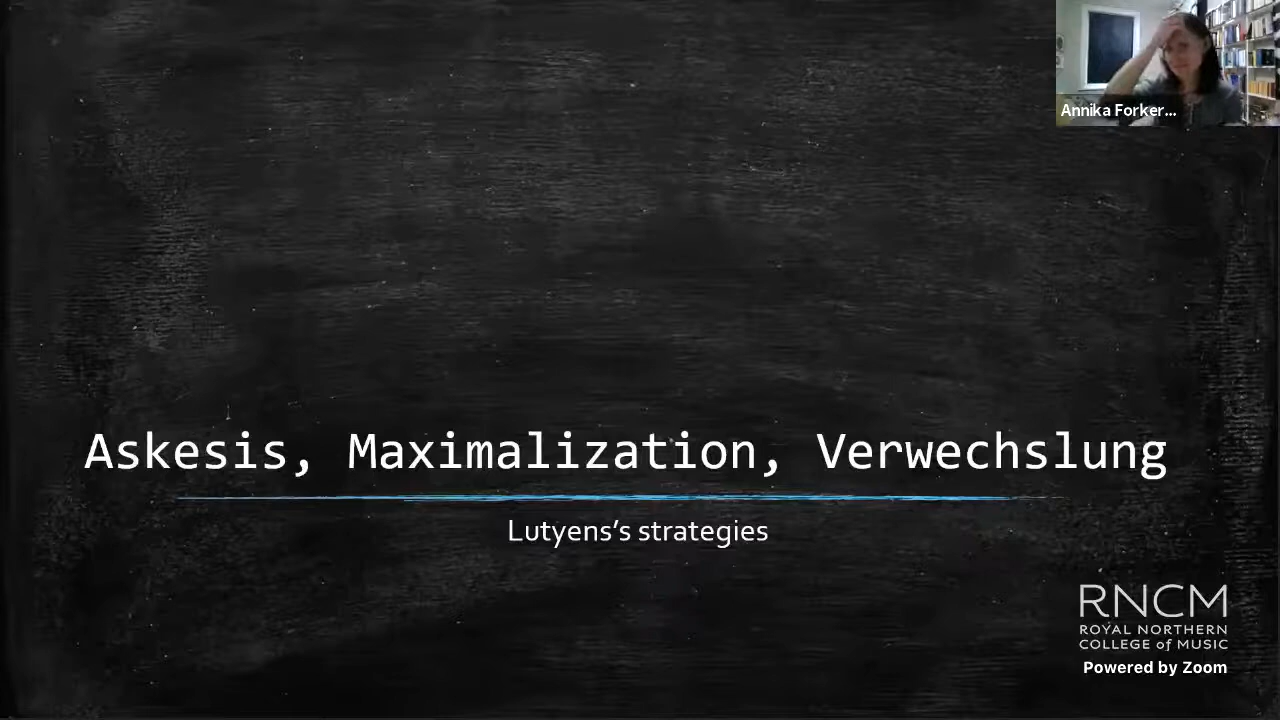 Annika Forker...
Askesis, Maximalization, Verwechslung
Lutyens’s strategies
RNCM
ROYAL NORTHERN
COLLEGE of MUSIC
Powered by Zoom